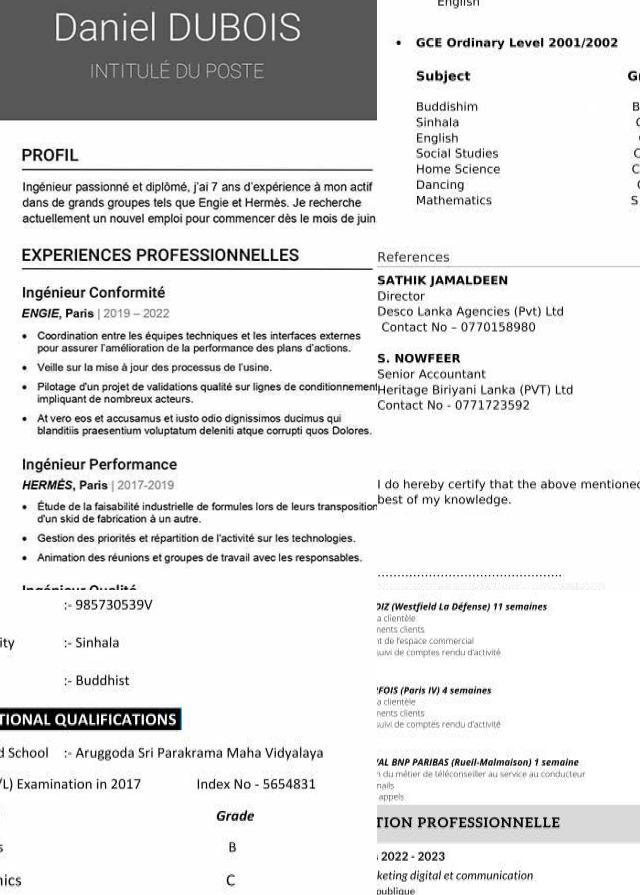 Daniel DUBOIS
INTITULÉ DU POSTE
PROFIL
Ingénieur passionné et diplômé, j'ai 7 ans d'expérience à mon actif
dans de grands groupes tels que Engie et Hermès. Je recherche
actuellement un nouvel emploi pour commencer dès le mois de juin
EXPERIENCES PROFESSIONNELLES
Ingénieur Conformité
ENGIE, Paris | 2019 – 2022
• Coordination entre les équipes techniques et les interfaces externes
pour assurer l'amélioration de la performance des plans d'actions.
• Veille sur la mise à jour des processus de l'usine.
• Pilotage d'un projet de validations qualité sur lignes de conditionnement
impliquant de nombreux acteurs.
• At vero eos et accusamus et iusto odio dignissimos ducimus qui
blanditiis praesentium voluptatum deleniti atque corrupti quos Dolores.
Ingénieur Performance
HERMÈS, Paris | 2017-2019
• Étude de la faisabilité industrielle de formules lors de leurs transposition
d'un skid de fabrication à un autre.
• Gestion des priorités et répartition de l'activité sur les technologies.
• Animation des réunions et groupes de travail avec les responsables.
Ingénieur Qualité
English
• GCE Ordinary Level 2001/2002
Subject Gr
Buddishim B
Sinhala
English
Social Studies
Home Science
Dancing
Mathematics S
References
SATHIK JAMALDEEN
Director
Desco Lanka Agencies (Pvt) Ltd
Contact No – 0770158980
S. NOWFEER
Senior Accountant
Heritage Biriyani Lanka (PVT) Ltd
Contact No - 0771723592
I do hereby certify that the above mentioned
best of my knowledge.
..................................................
:- 985730539V
ity :- Sinhala
:- Buddhist
TIONAL QUALIFICATIONS
d School :- Aruggoda Sri Parakrama Maha Vidyalaya
/L) Examination in 2017 Index No - 5654831
Grade
s B
nics C
OIZ (Westfield La Défense) 11 semaines
a clientèle
ments clients
t de l'espace commercial
suivi de comptes rendu d'activité
FOIS (Paris IV) 4 semaines
a clientèle
ments clients
suivi de comptes rendu d'activité
AL BNP PARIBAS (Rueil-Malmaison) 1 semaine
n du métier de téléconseiller au service au conducteur
mails
appels
TION PROFESSIONNELLE
2022 - 2023
keting digital et communication
publique